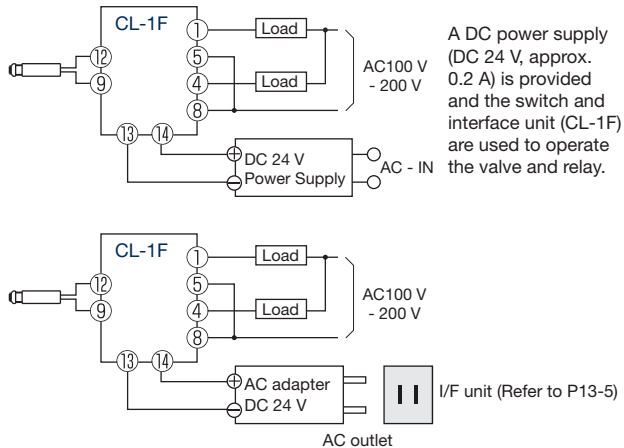 CL-1F
1
Load
A DC power supply
(DC 24 V, approx.
0.2 A) is provided
and the switch and
interface unit (CL-1F)
are used to operate
the valve and relay.
12
5
AC100 V
- 200 V
9
4
Load
8
13
14
DC 24 V
Power Supply
AC - IN
CL-1F
1
Load
12
5
AC100 V
- 200 V
9
4
Load
8
13
14
AC adapter
DC 24 V
I/F unit (Refer to P13-5)
AC outlet